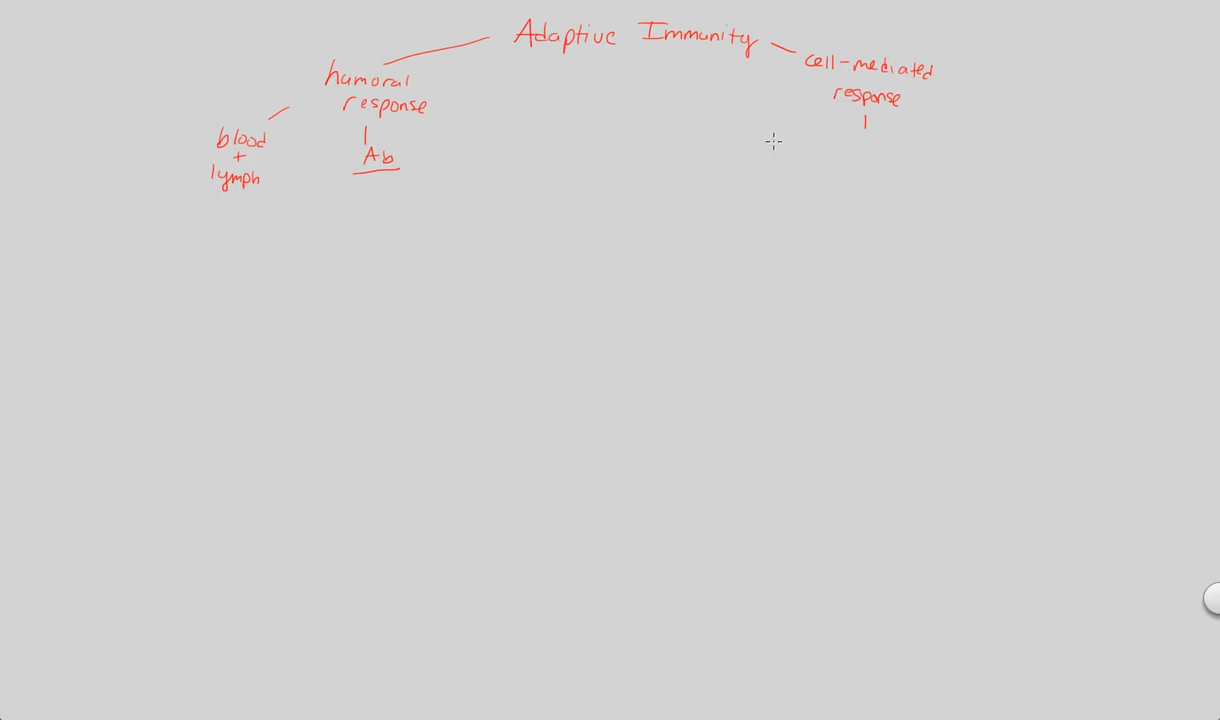 Adaptive Immunity
humoral
response
cell-mediated
response
blood
+
lymph
Ab